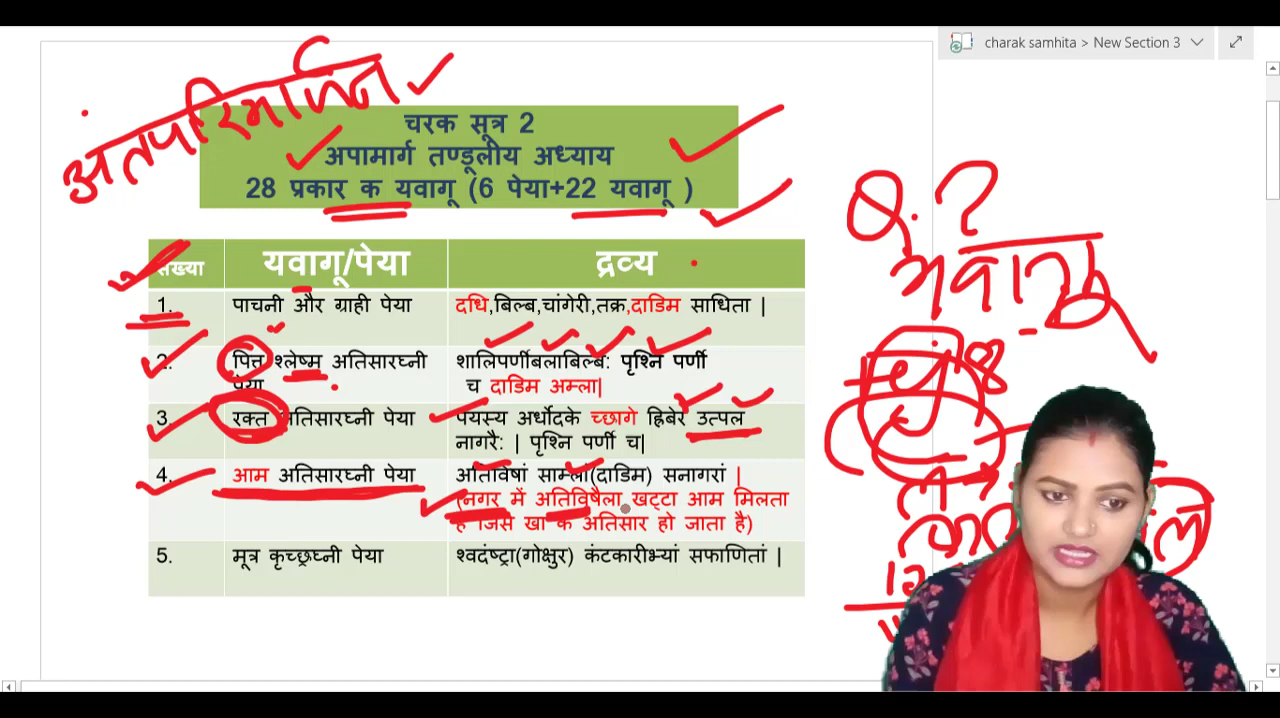 charak samhita > New Section 3
अंतपरिमार्जन
चरक सूत्र 2
अपामार्ग तण्डूलीय अध्याय
28 प्रकार क यवागू (6 पेया+22 यवागू )
Q. ?
यवागू
संख्या यवागू/पेया द्रव्य
1. पाचनी और ग्राही पेया दधि,बिल्ब,चांगेरी,तक्र,दाडिम साधिता |
2. पित्त श्लेष्म अतिसारघ्नी शालिपर्णीबलाबिल्ब: पृश्नि पर्णी
पेया च दाडिम अम्ला|
3. रक्त अतिसारघ्नी पेया पयस्य अर्धोदके च्छागे ह्रिबेर उत्पल
नागरै: | पृश्नि पर्णी च|
4. आम अतिसारघ्नी पेया अतिविषां साम्ला(दाडिम) सनागरां |
(नगर में अतिविषैला खट्टा आम मिलता
है जिसे खा के अतिसार हो जाता है)
5. मूत्र कृच्छ्रघ्नी पेया श्वदंष्ट्रा(गोक्षुर) कंटकारीभ्यां सफाणितां |